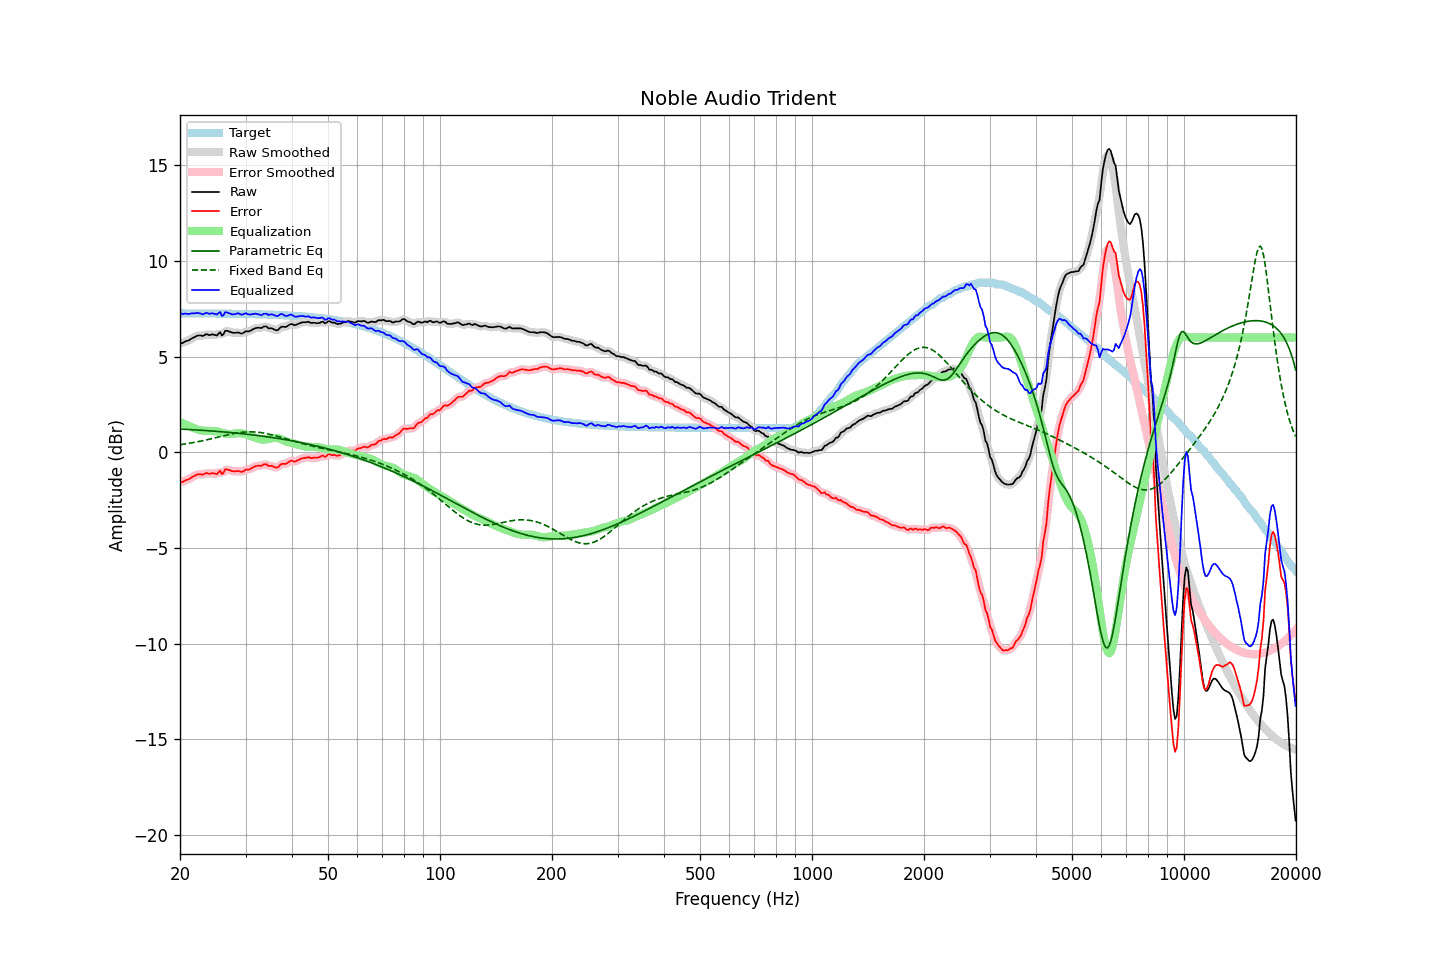 Noble Audio Trident
Target
Raw Smoothed
Error Smoothed
Raw
Error
Equalization
Parametric Eq
Fixed Band Eq
Equalized
Amplitude (dBr)
15
10
5
0
−5
−10
−15
−20
20 50 100 200 500 1000 2000 5000 10000 20000
Frequency (Hz)